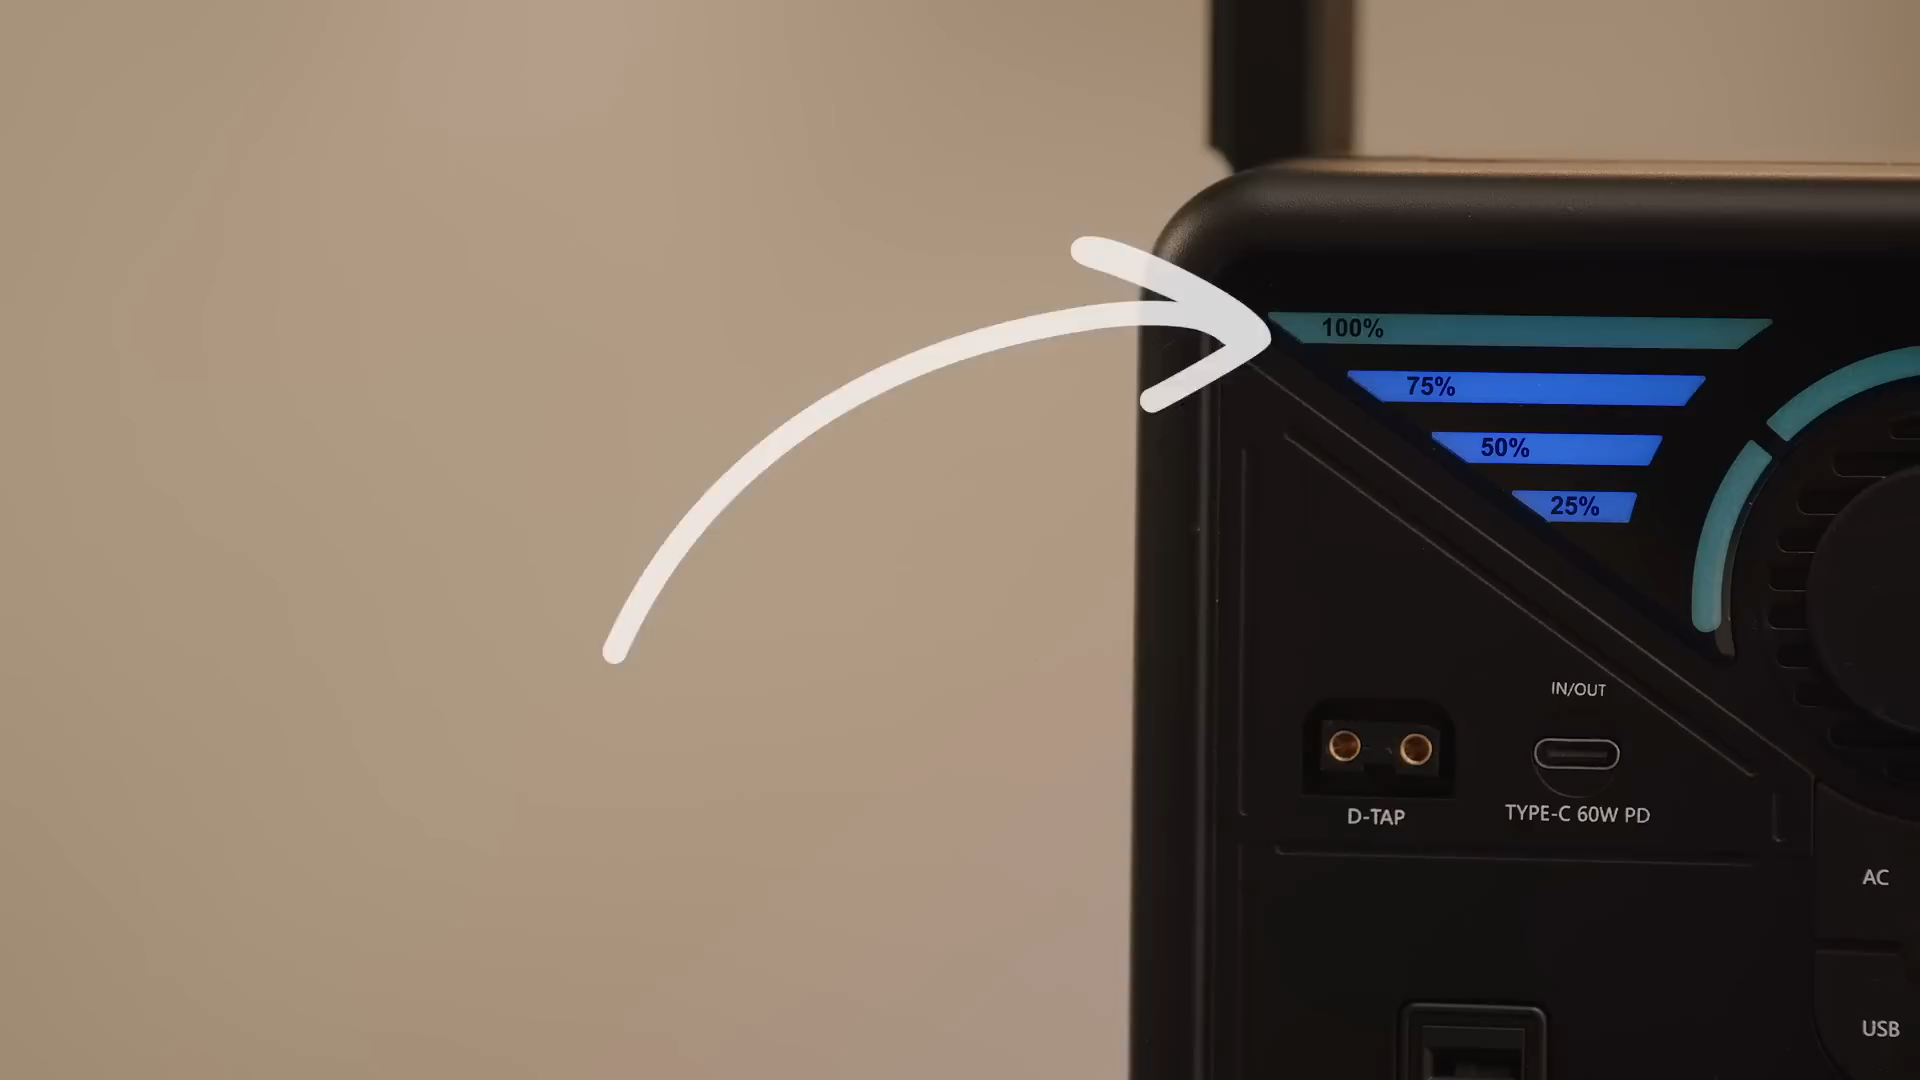 100%
75%
50%
25%
IN/OUT
D-TAP
TYPE-C 60W PD
AC
USB